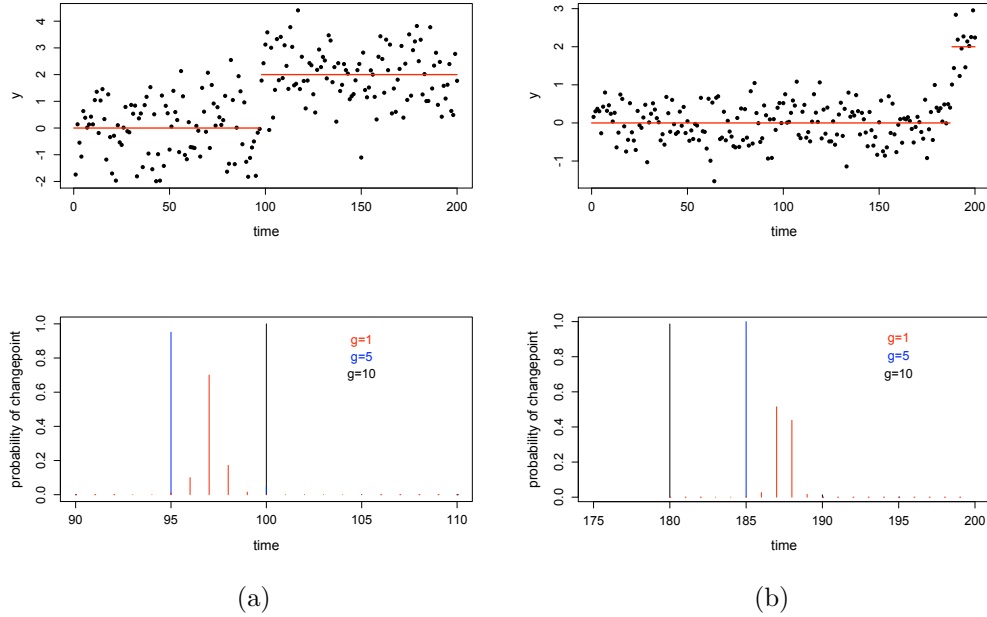 y
4
3
2
1
0
-1
-2
0 50 100 150 200
time
y
3
2
1
0
-1
0 50 100 150 200
time
probability of changepoint
1.0
0.8
0.6
0.4
0.2
0.0
g=1
g=5
g=10
90 95 100 105 110
time
probability of changepoint
1.0
0.8
0.6
0.4
0.2
0.0
g=1
g=5
g=10
175 180 185 190 195 200
time
(a)
(b)